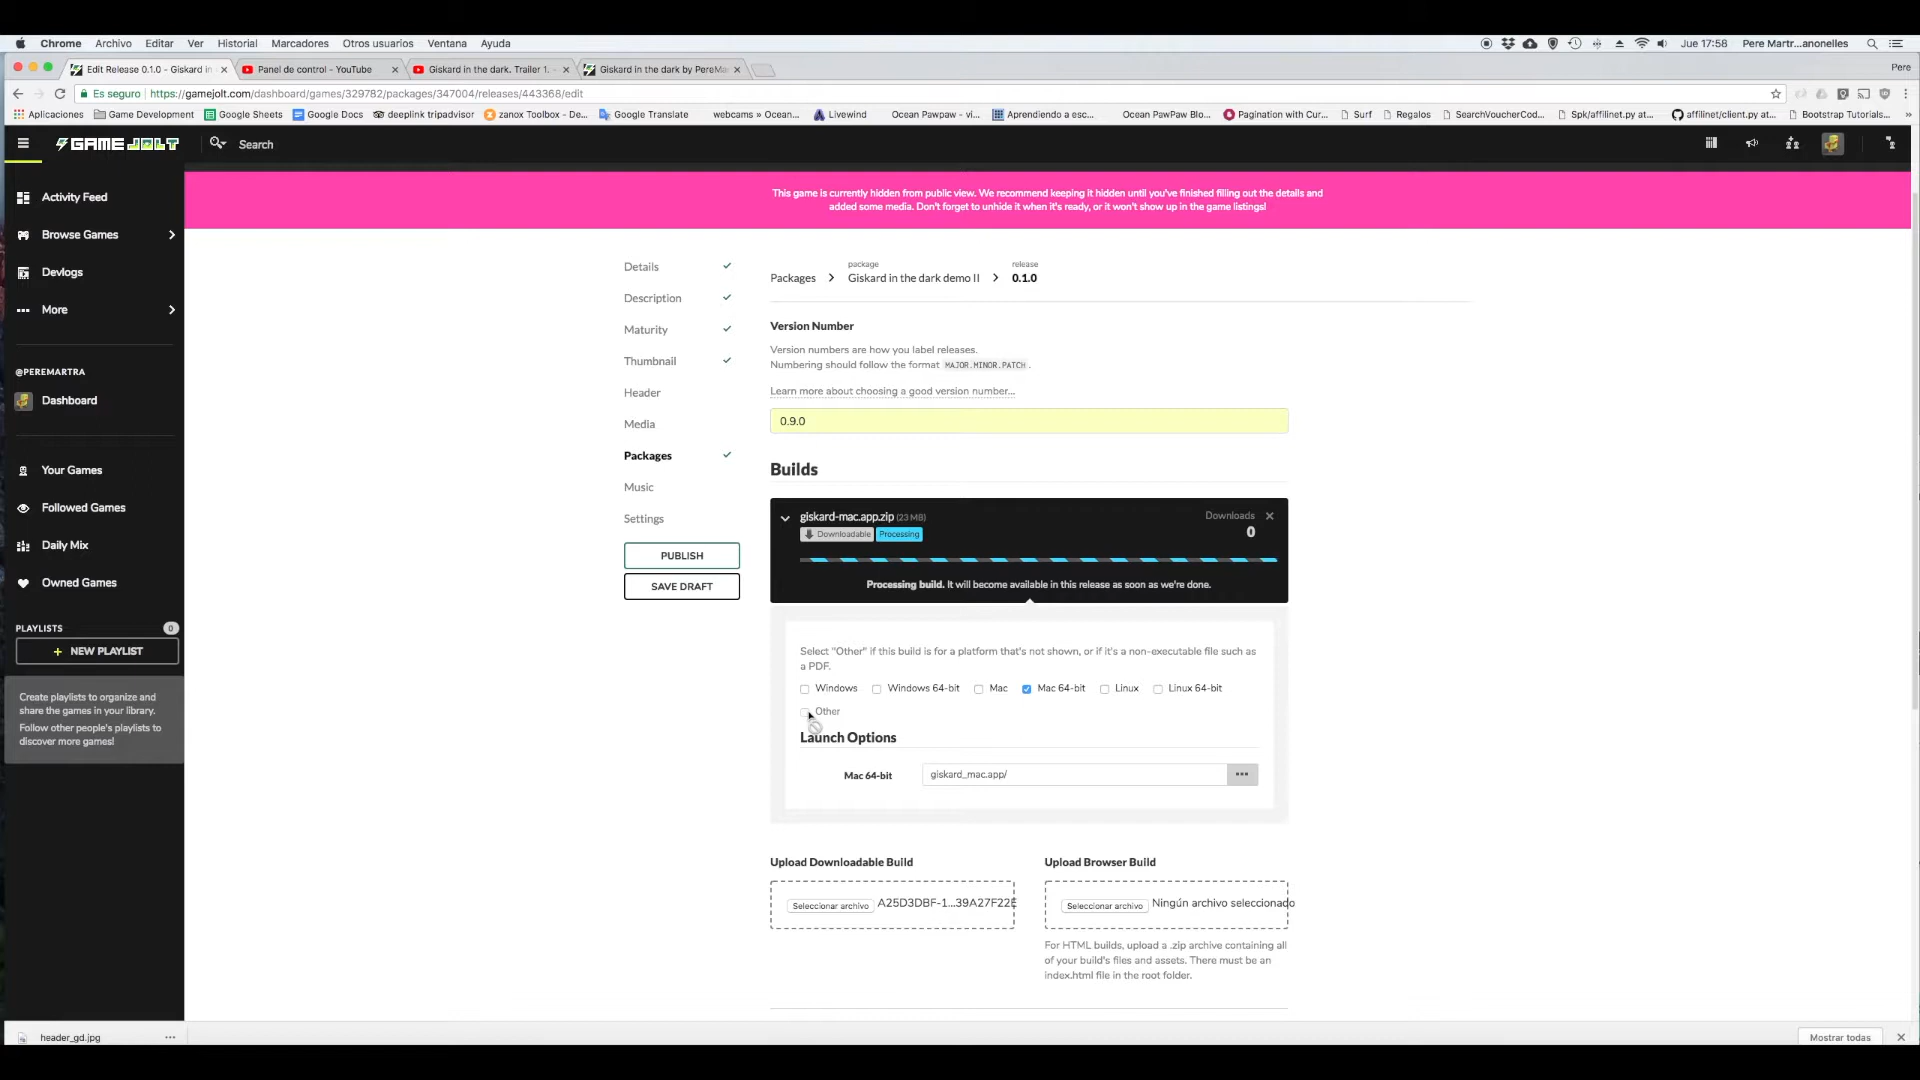 Chrome Archivo Editar Ver Historial Marcadores Otros usuarios Ventana Ayuda Jue 17:58 Pere Martr...anonelles
Edit Release 0.1.0 - Giskard in Panel de control - YouTube Giskard in the dark. Trailer 1. - Giskard in the dark by PereMa Pere
Es seguro https://gamejolt.com/dashboard/games/329782/packages/347004/releases/443368/edit
Aplicaciones Game Development Google Sheets Google Docs deeplink tripadvisor zanox Toolbox - De... Google Translate webcams » Ocean... Livewind Ocean Pawpaw - vi... Aprendiendo a esc... Ocean PawPaw Blo... Pagination with Cur... Surf Regalos SearchVoucherCod... Spk/affilinet.py at... affilinet/client.py at... Bootstrap Tutorials... »
GAME JOLT Search
This game is currently hidden from public view. We recommend keeping it hidden until you've finished filling out the details and
added some media. Don't forget to unhide it when it's ready, or it won't show up in the game listings!
Activity Feed
Browse Games
Devlogs
More
@PEREMARTRA
Dashboard
Your Games
Followed Games
Daily Mix
Owned Games
PLAYLISTS 0
+ NEW PLAYLIST
Create playlists to organize and
share the games in your library.
Follow other people's playlists to
discover more games!
Details
Description
Maturity
Thumbnail
Header
Media
Packages
Music
Settings
PUBLISH
SAVE DRAFT
package release
Packages Giskard in the dark demo II 0.1.0
Version Number
Version numbers are how you label releases.
Numbering should follow the format MAJOR.MINOR.PATCH.
Learn more about choosing a good version number...
0.9.0
Builds
giskard-mac.app.zip (23 MB) Downloads
Downloadable Processing 0
Processing build. It will become available in this release as soon as we're done.
Select "Other" if this build is for a platform that's not shown, or if it's a non-executable file such as
a PDF.
Windows Windows 64-bit Mac Mac 64-bit Linux Linux 64-bit
Other
Launch Options
Mac 64-bit giskard_mac.app/
Upload Downloadable Build Upload Browser Build
Seleccionar archivo A25D3DBF-1...39A27F22E Seleccionar archivo Ningún archivo seleccionado
For HTML builds, upload a .zip archive containing all
of your build's files and assets. There must be an
index.html file in the root folder.
header_gd.jpg Mostrar todas